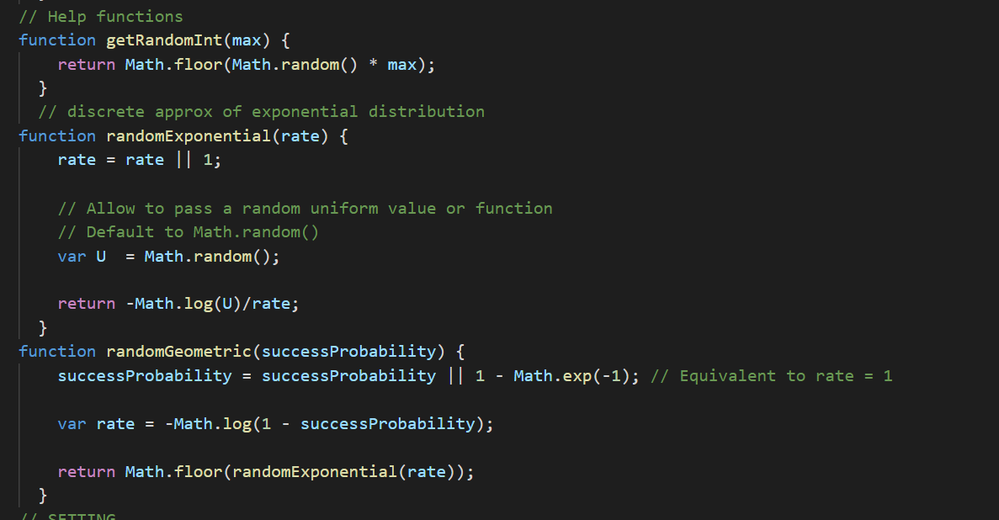 // Help functions
function getRandomInt(max) {
    return Math.floor(Math.random() * max);
  }
  // discrete approx of exponential distribution
function randomExponential(rate) {
    rate = rate || 1;
    // Allow to pass a random uniform value or function
    // Default to Math.random()
    var U  = Math.random();
    return -Math.log(U)/rate;
  }
function randomGeometric(successProbability) {
    successProbability = successProbability || 1 - Math.exp(-1); // Equivalent to rate = 1
    var rate = -Math.log(1 - successProbability);
    return Math.floor(randomExponential(rate));
  }
// SETTING